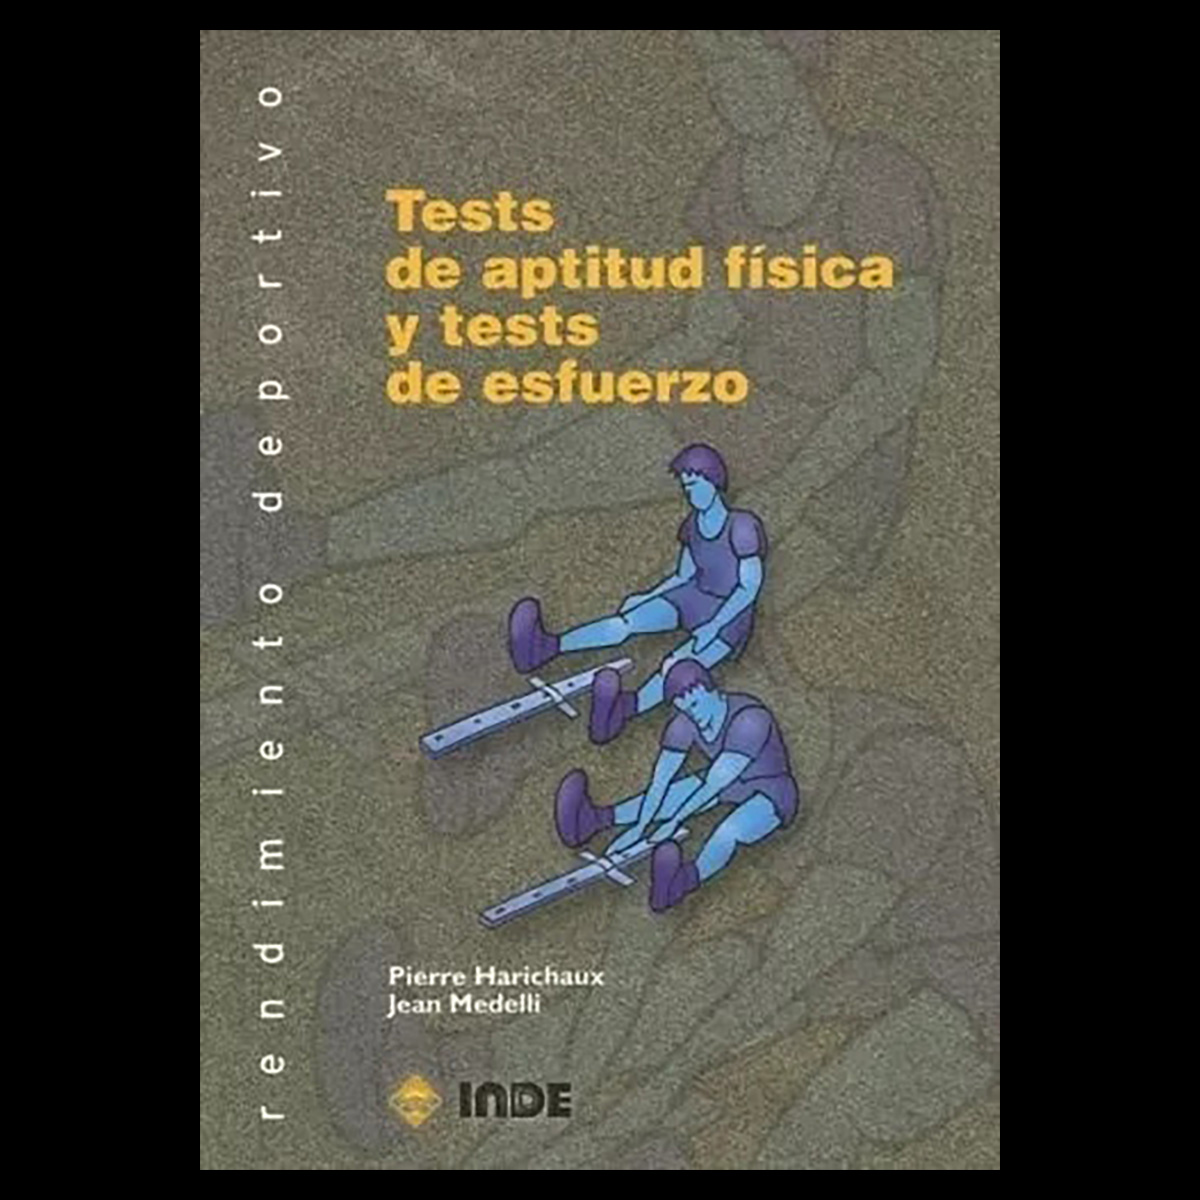 rendimiento deportivo
Tests
de aptitud física
y tests
de esfuerzo
Pierre Harichaux
Jean Medelli
INDE